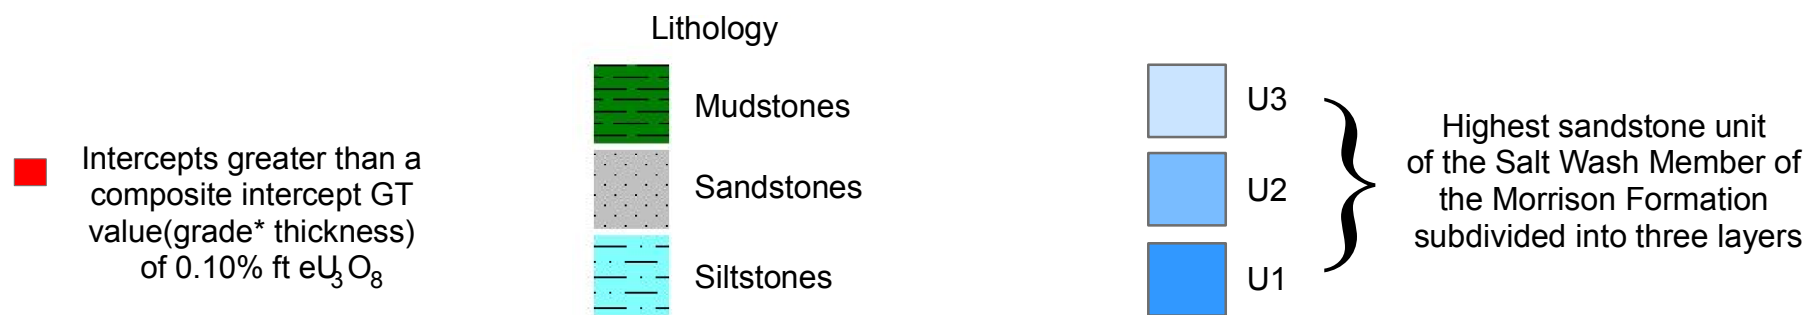 Lithology
Intercepts greater than a
composite intercept GT
value(grade* thickness)
of 0.10% ft eU3O8
Mudstones
Sandstones
Siltstones
U3
U2
U1
Highest sandstone unit
of the Salt Wash Member of
the Morrison Formation
subdivided into three layers